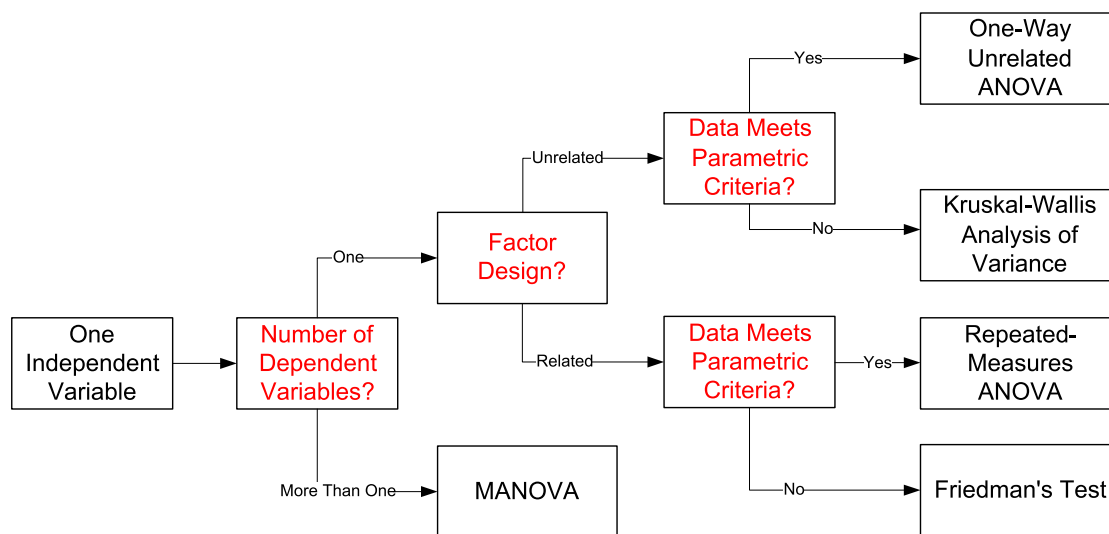 One
Independent
Variable
Number of
Dependent
Variables?
One
More Than One
Factor
Design?
MANOVA
Unrelated
Related
Data Meets
Parametric
Criteria?
Yes
No
Data Meets
Parametric
Criteria?
Yes
No
One-Way
Unrelated
ANOVA
Kruskal-Wallis
Analysis of
Variance
Repeated-
Measures
ANOVA
Friedman's Test